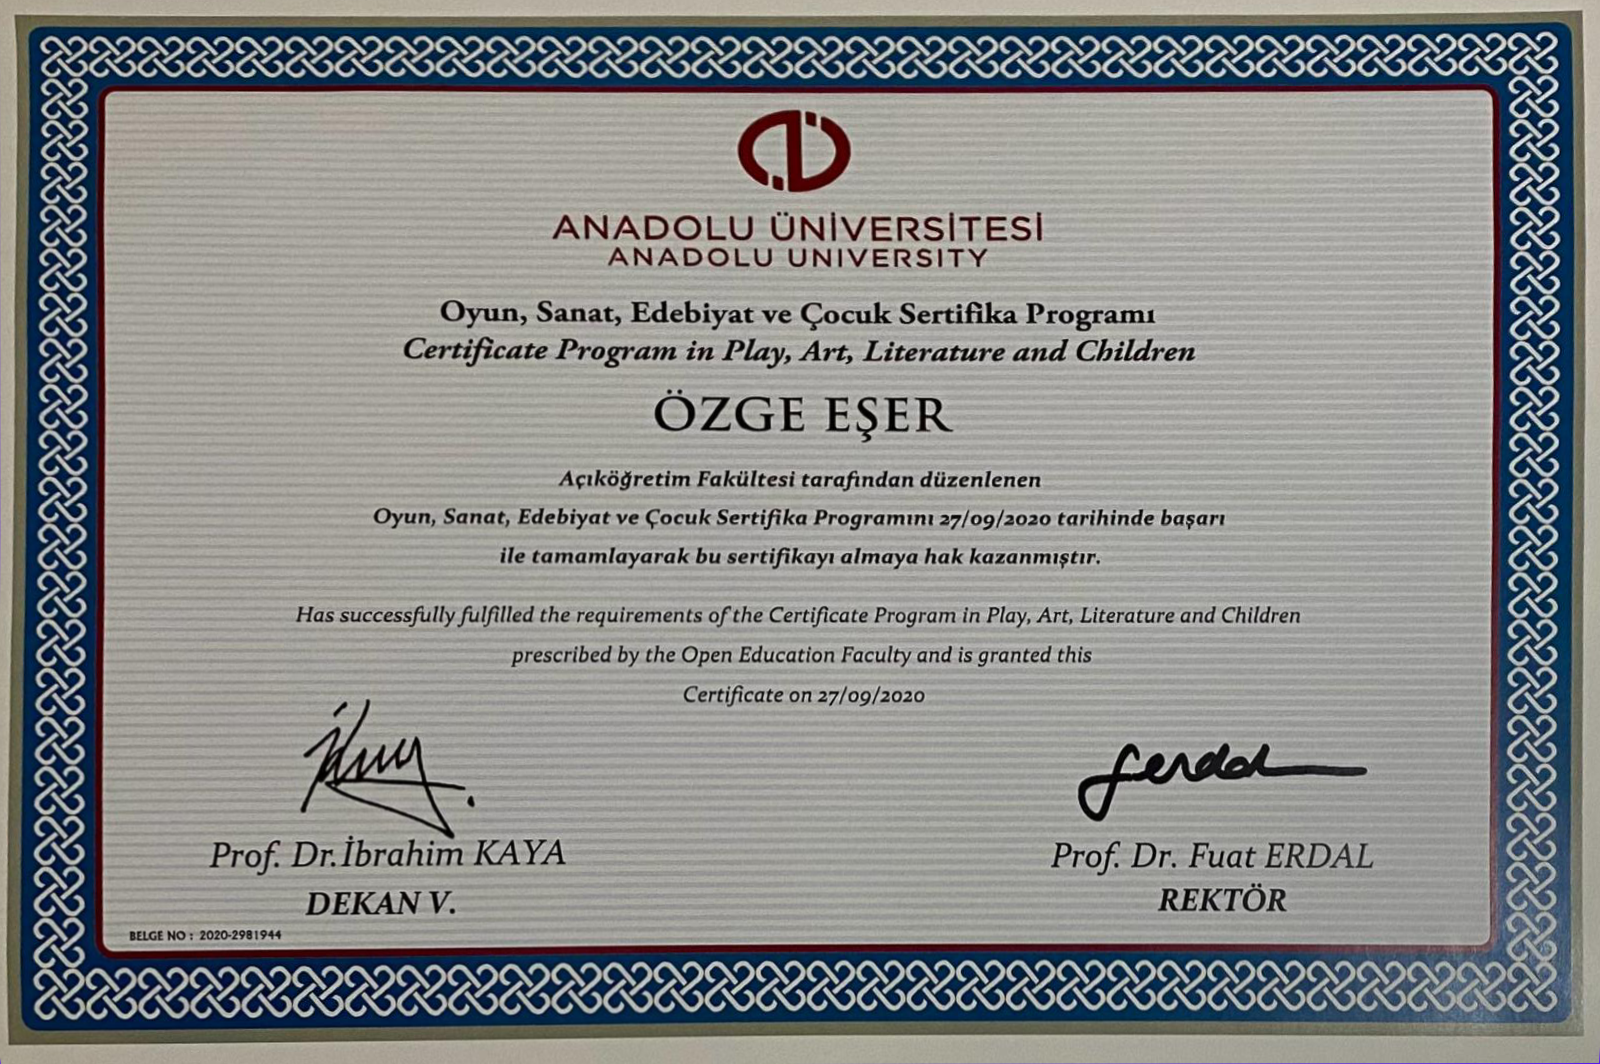 ANADOLU ÜNİVERSİTESİ
ANADOLU UNIVERSITY
Oyun, Sanat, Edebiyat ve Çocuk Sertifika Programı
Certificate Program in Play, Art, Literature and Children
ÖZGE EŞER
Açıköğretim Fakültesi tarafından düzenlenen
Oyun, Sanat, Edebiyat ve Çocuk Sertifika Programını 27/09/2020 tarihinde başarı
ile tamamlayarak bu sertifikayı almaya hak kazanmıştır.
Has successfully fulfilled the requirements of the Certificate Program in Play, Art, Literature and Children
prescribed by the Open Education Faculty and is granted this
Certificate on 27/09/2020
Prof. Dr. İbrahim KAYA
DEKAN V.
Prof. Dr. Fuat ERDAL
REKTÖR
BELGE NO : 2020-2981944